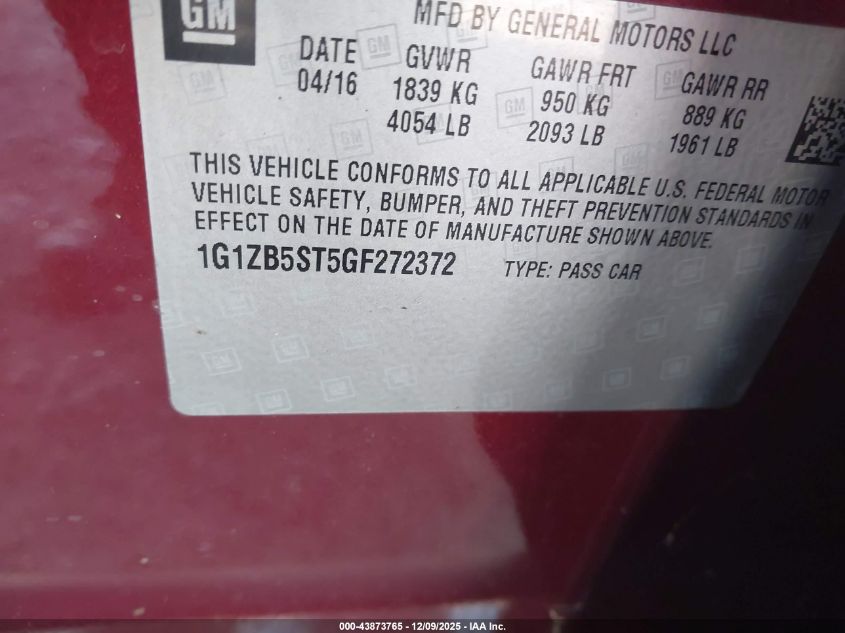 GM
MFD BY GENERAL MOTORS LLC
DATE GVWR GAWR FRT GAWR RR
04/16 1839 KG 950 KG 889 KG
4054 LB 2093 LB 1961 LB
THIS VEHICLE CONFORMS TO ALL APPLICABLE U.S. FEDERAL MOTOR
VEHICLE SAFETY, BUMPER, AND THEFT PREVENTION STANDARDS IN
EFFECT ON THE DATE OF MANUFACTURE SHOWN ABOVE.
1G1ZB5ST5GF272372 TYPE: PASS CAR
000-43873765 - 12/09/2025 - IAA Inc.